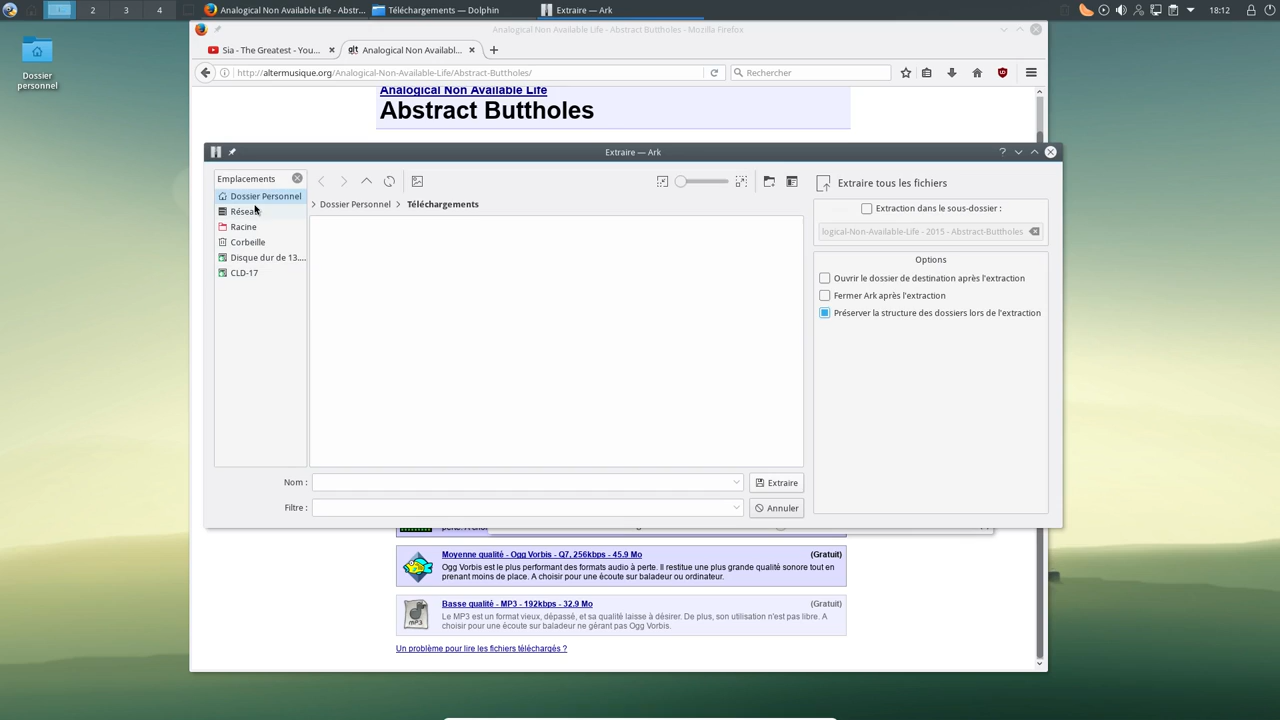 1
2
3
4
Analogical Non Available Life - Abstr...
Téléchargements — Dolphin
Extraire — Ark
18:12
Dossier
personnel
Analogical Non Available Life - Abstract Buttholes - Mozilla Firefox
Sia - The Greatest - You...
Analogical Non Availabl...
http://altermusique.org/Analogical-Non-Available-Life/Abstract-Buttholes/
Rechercher
Analogical Non Available Life
Abstract Buttholes
Extraire — Ark
Emplacements
Dossier Personnel
Réseau
Racine
Corbeille
Disque dur de 13....
CLD-17
Dossier Personnel > Téléchargements
Nom :
Extraire
Filtre :
Annuler
Extraire tous les fichiers
Extraction dans le sous-dossier :
logical-Non-Available-Life - 2015 - Abstract-Buttholes
Options
Ouvrir le dossier de destination après l'extraction
Fermer Ark après l'extraction
Préserver la structure des dossiers lors de l'extraction
Moyenne qualité - Ogg Vorbis - Q7, 256kbps - 45.9 Mo
(Gratuit)
Ogg Vorbis est le plus performant des formats audio à perte. Il restitue une plus grande qualité sonore tout en
prenant moins de place. A choisir pour une écoute sur baladeur ou ordinateur.
Basse qualité - MP3 - 192kbps - 32.9 Mo
(Gratuit)
MP3
Le MP3 est un format vieux, dépassé, et sa qualité laisse à désirer. De plus, son utilisation n'est pas libre. A
choisir pour une écoute sur baladeur ne gérant pas Ogg Vorbis.
Un problème pour lire les fichiers téléchargés ?